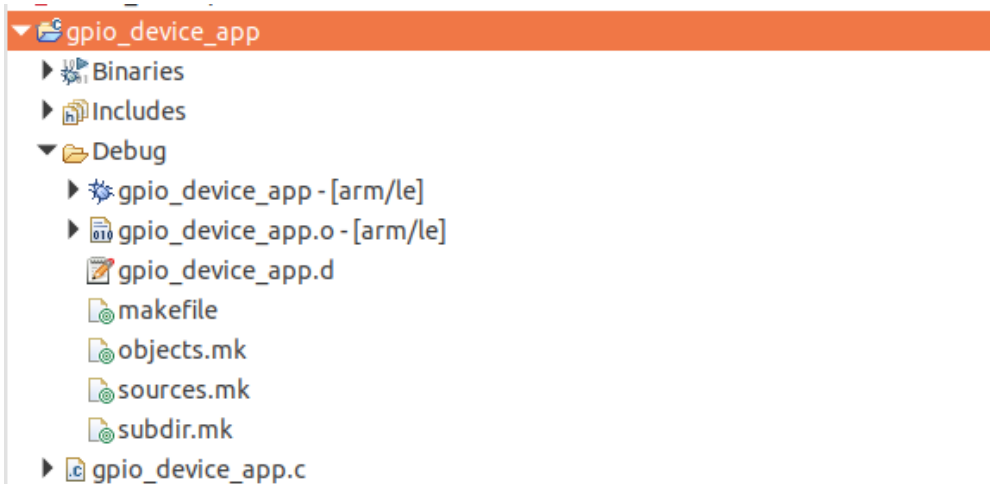 gpio_device_app
Binaries
Includes
Debug
gpio_device_app - [arm/le]
gpio_device_app.o - [arm/le]
gpio_device_app.d
makefile
objects.mk
sources.mk
subdir.mk
gpio_device_app.c